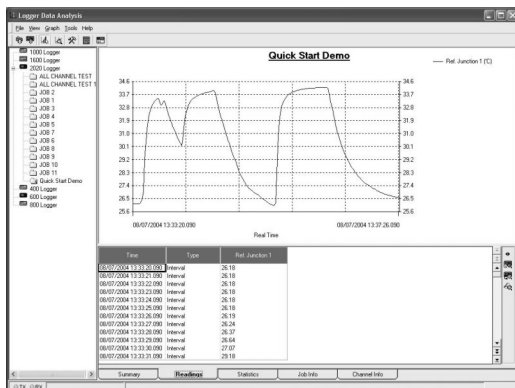 Logger Data Analysis
File View Graph Tools Help
1000 Logger
1600 Logger
2020 Logger
ALL CHANNEL TEST
ALL CHANNEL TEST 1
JOB 2
JOB 1
JOB 3
JOB 4
JOB 5
JOB 7
JOB 6
JOB 8
JOB 9
JOB 10
JOB 11
Quick Start Demo
400 Logger
600 Logger
800 Logger
Quick Start Demo
Ref. Junction 1 (°C)
34.6 34.6
33.8 33.7
32.8 32.8
31.9 31.9
31.0 31.0
30.1 30.1
29.2 29.2
28.3 28.3
27.4 27.4
26.5 26.5
25.6 25.6
08/07/2004 13:33:20.090 08/07/2004 13:37:26.090
Real Time
Time Type Ref. Junction 1
08/07/2004 13:33:20.090 Interval 26.18
08/07/2004 13:33:21.090 Interval 26.18
08/07/2004 13:33:22.090 Interval 26.18
08/07/2004 13:33:23.090 Interval 26.18
08/07/2004 13:33:24.090 Interval 26.18
08/07/2004 13:33:25.090 Interval 26.18
08/07/2004 13:33:26.090 Interval 26.19
08/07/2004 13:33:27.090 Interval 26.24
08/07/2004 13:33:28.090 Interval 26.37
08/07/2004 13:33:29.090 Interval 26.64
08/07/2004 13:33:30.090 Interval 27.07
08/07/2004 13:33:31.090 Interval 29.18
Summary Readings Statistics Job Info Channel Info